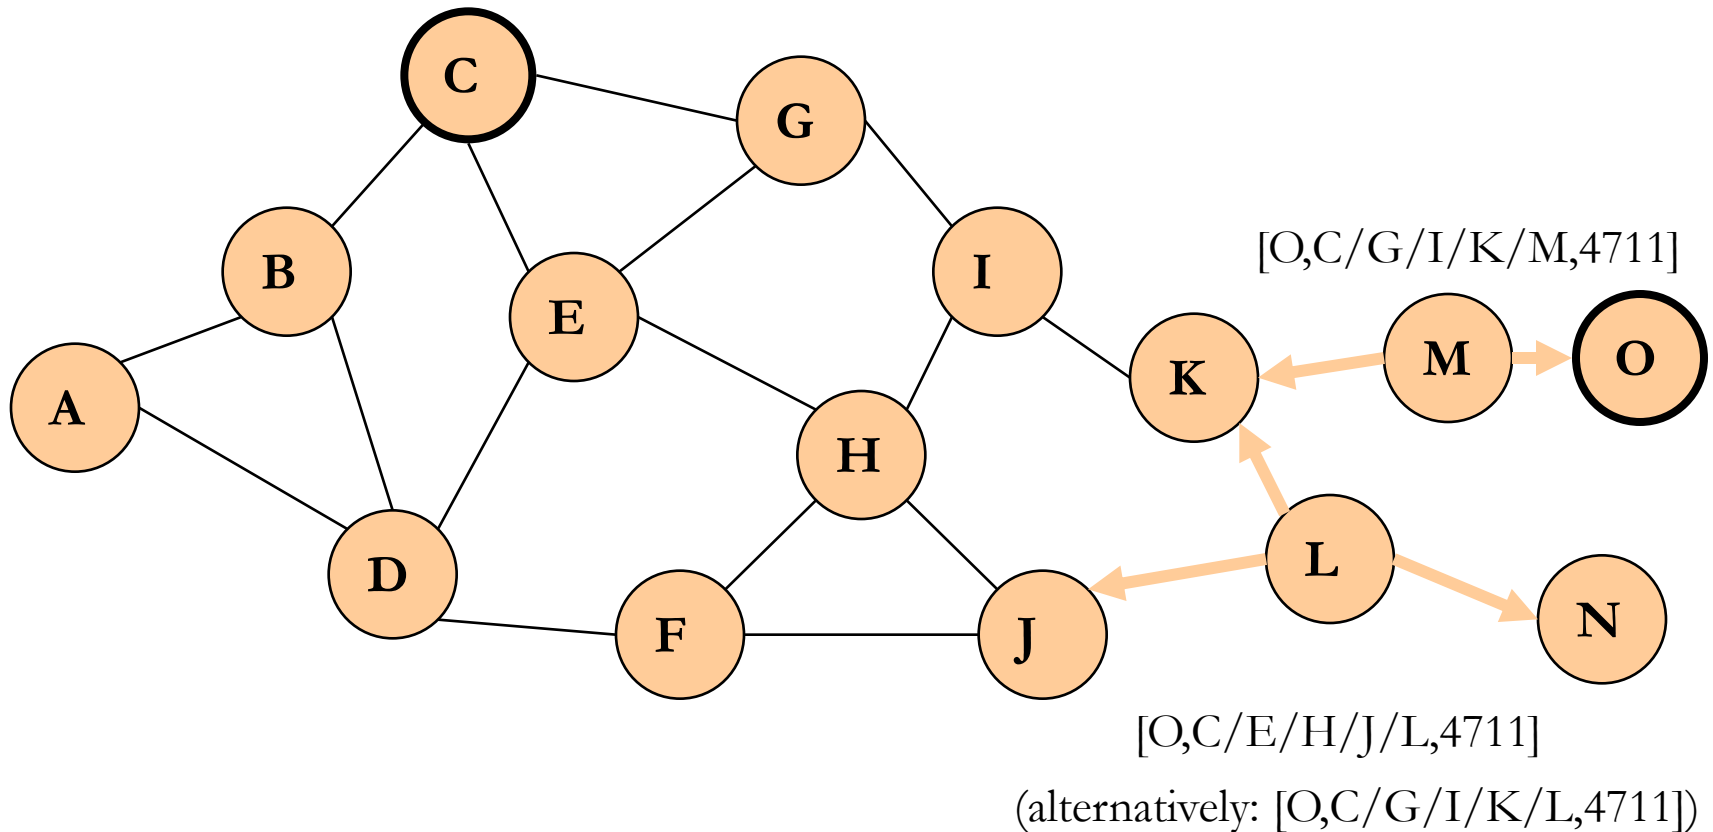 C
G
B
I
[O,C/G/I/K/M,4711]
E
K
M
O
A
H
L
D
F
J
N
[O,C/E/H/J/L,4711]
(alternatively: [O,C/G/I/K/L,4711])